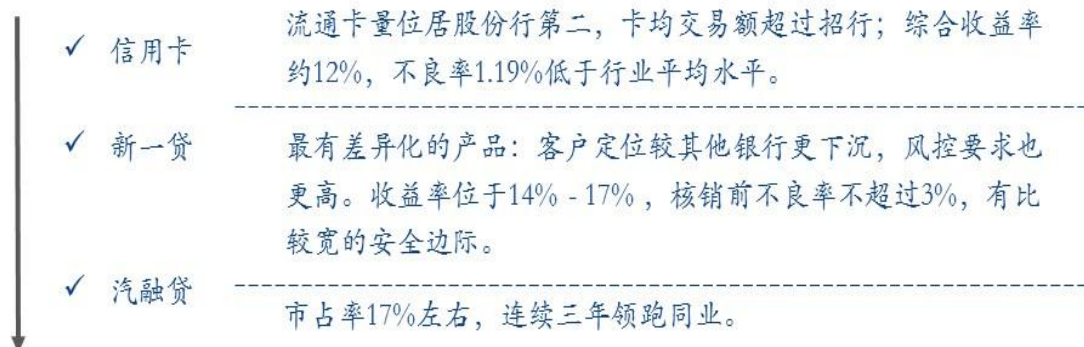 ✓ 信用卡
流通卡量位居股份行第二，卡均交易额超过招行；综合收益率
约12%，不良率1.19%低于行业平均水平。
✓ 新一贷
最有差异化的产品：客户定位较其他银行更下沉，风控要求也
更高。收益率位于14% - 17% ，核销前不良率不超过3%，有比
较宽的安全边际。
✓ 汽融贷
市占率17%左右，连续三年领跑同业。